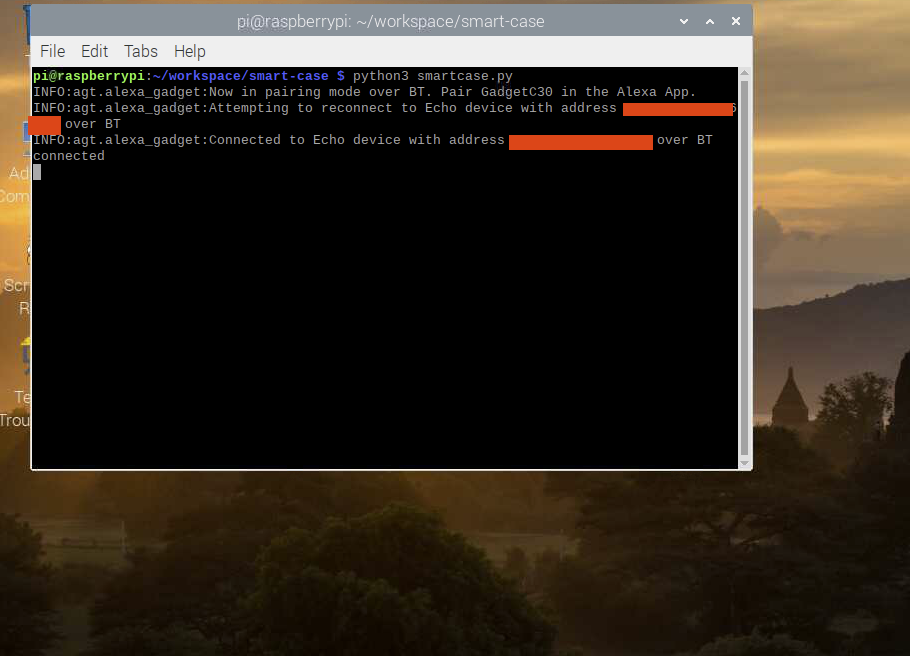 pi@raspberrypi: ~/workspace/smart-case
File Edit Tabs Help
pi@raspberrypi:~/workspace/smart-case $ python3 smartcase.py
INFO:agt.alexa_gadget:Now in pairing mode over BT. Pair GadgetC30 in the Alexa App.
INFO:agt.alexa_gadget:Attempting to reconnect to Echo device with address 6
over BT
INFO:agt.alexa_gadget:Connected to Echo device with address over BT
connected
Ad
Com
Scr
R
Te
Trou